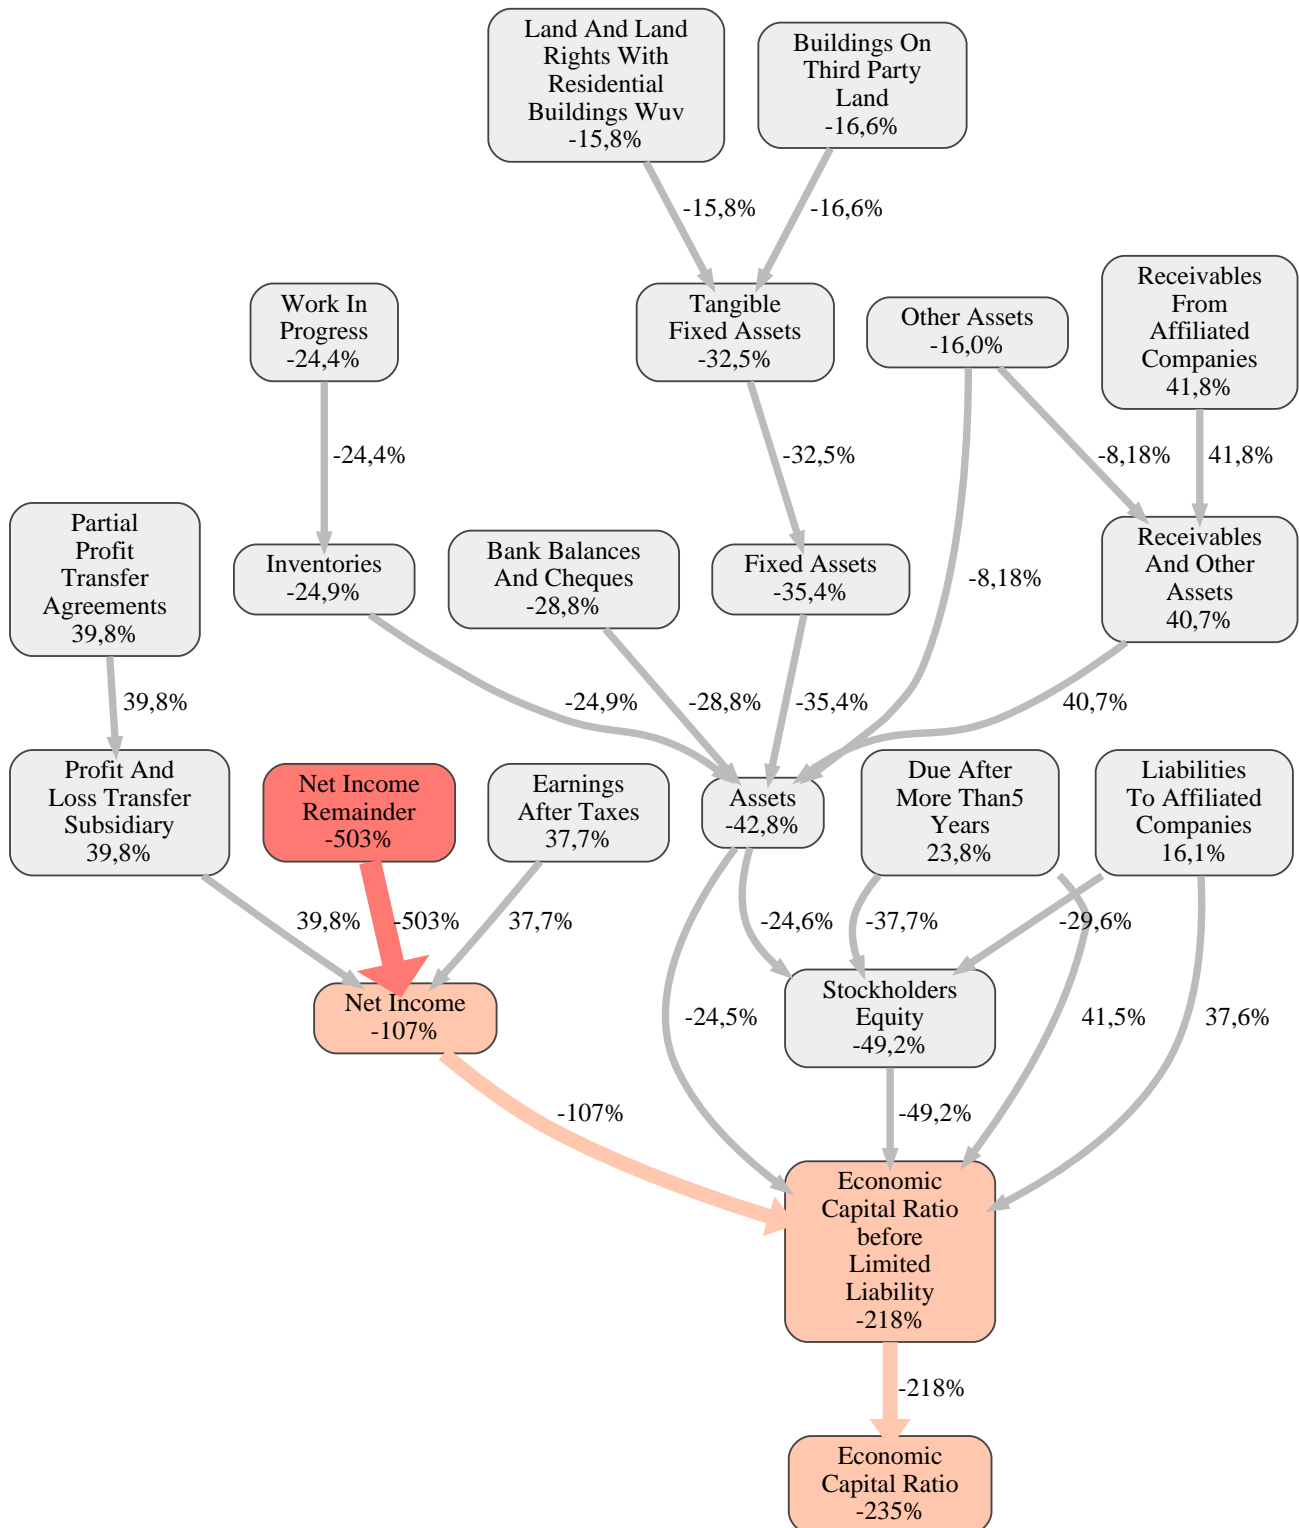 Land And Land
Rights With
Residential
Buildings Wuv
-15,8%
Buildings On
Third Party
Land
-16,6%
-15,8%
-16,6%
Work In
Progress
-24,4%
Tangible
Fixed Assets
-32,5%
Other Assets
-16,0%
Receivables
From
Affiliated
Companies
41,8%
-24,4%
-32,5%
-8,18%
41,8%
Partial
Profit
Transfer
Agreements
39,8%
Inventories
-24,9%
Bank Balances
And Cheques
-28,8%
Fixed Assets
-35,4%
-8,18%
Receivables
And Other
Assets
40,7%
39,8%
-24,9%
-28,8%
-35,4%
40,7%
Profit And
Loss Transfer
Subsidiary
39,8%
Net Income
Remainder
-503%
Earnings
After Taxes
37,7%
Assets
-42,8%
Due After
More Than5
Years
23,8%
Liabilities
To Affiliated
Companies
16,1%
39,8%
-503%
37,7%
-24,6%
-37,7%
-29,6%
Net Income
-107%
-24,5%
Stockholders
Equity
-49,2%
41,5%
37,6%
-107%
-49,2%
Economic
Capital Ratio
before
Limited
Liability
-218%
-218%
Economic
Capital Ratio
-235%